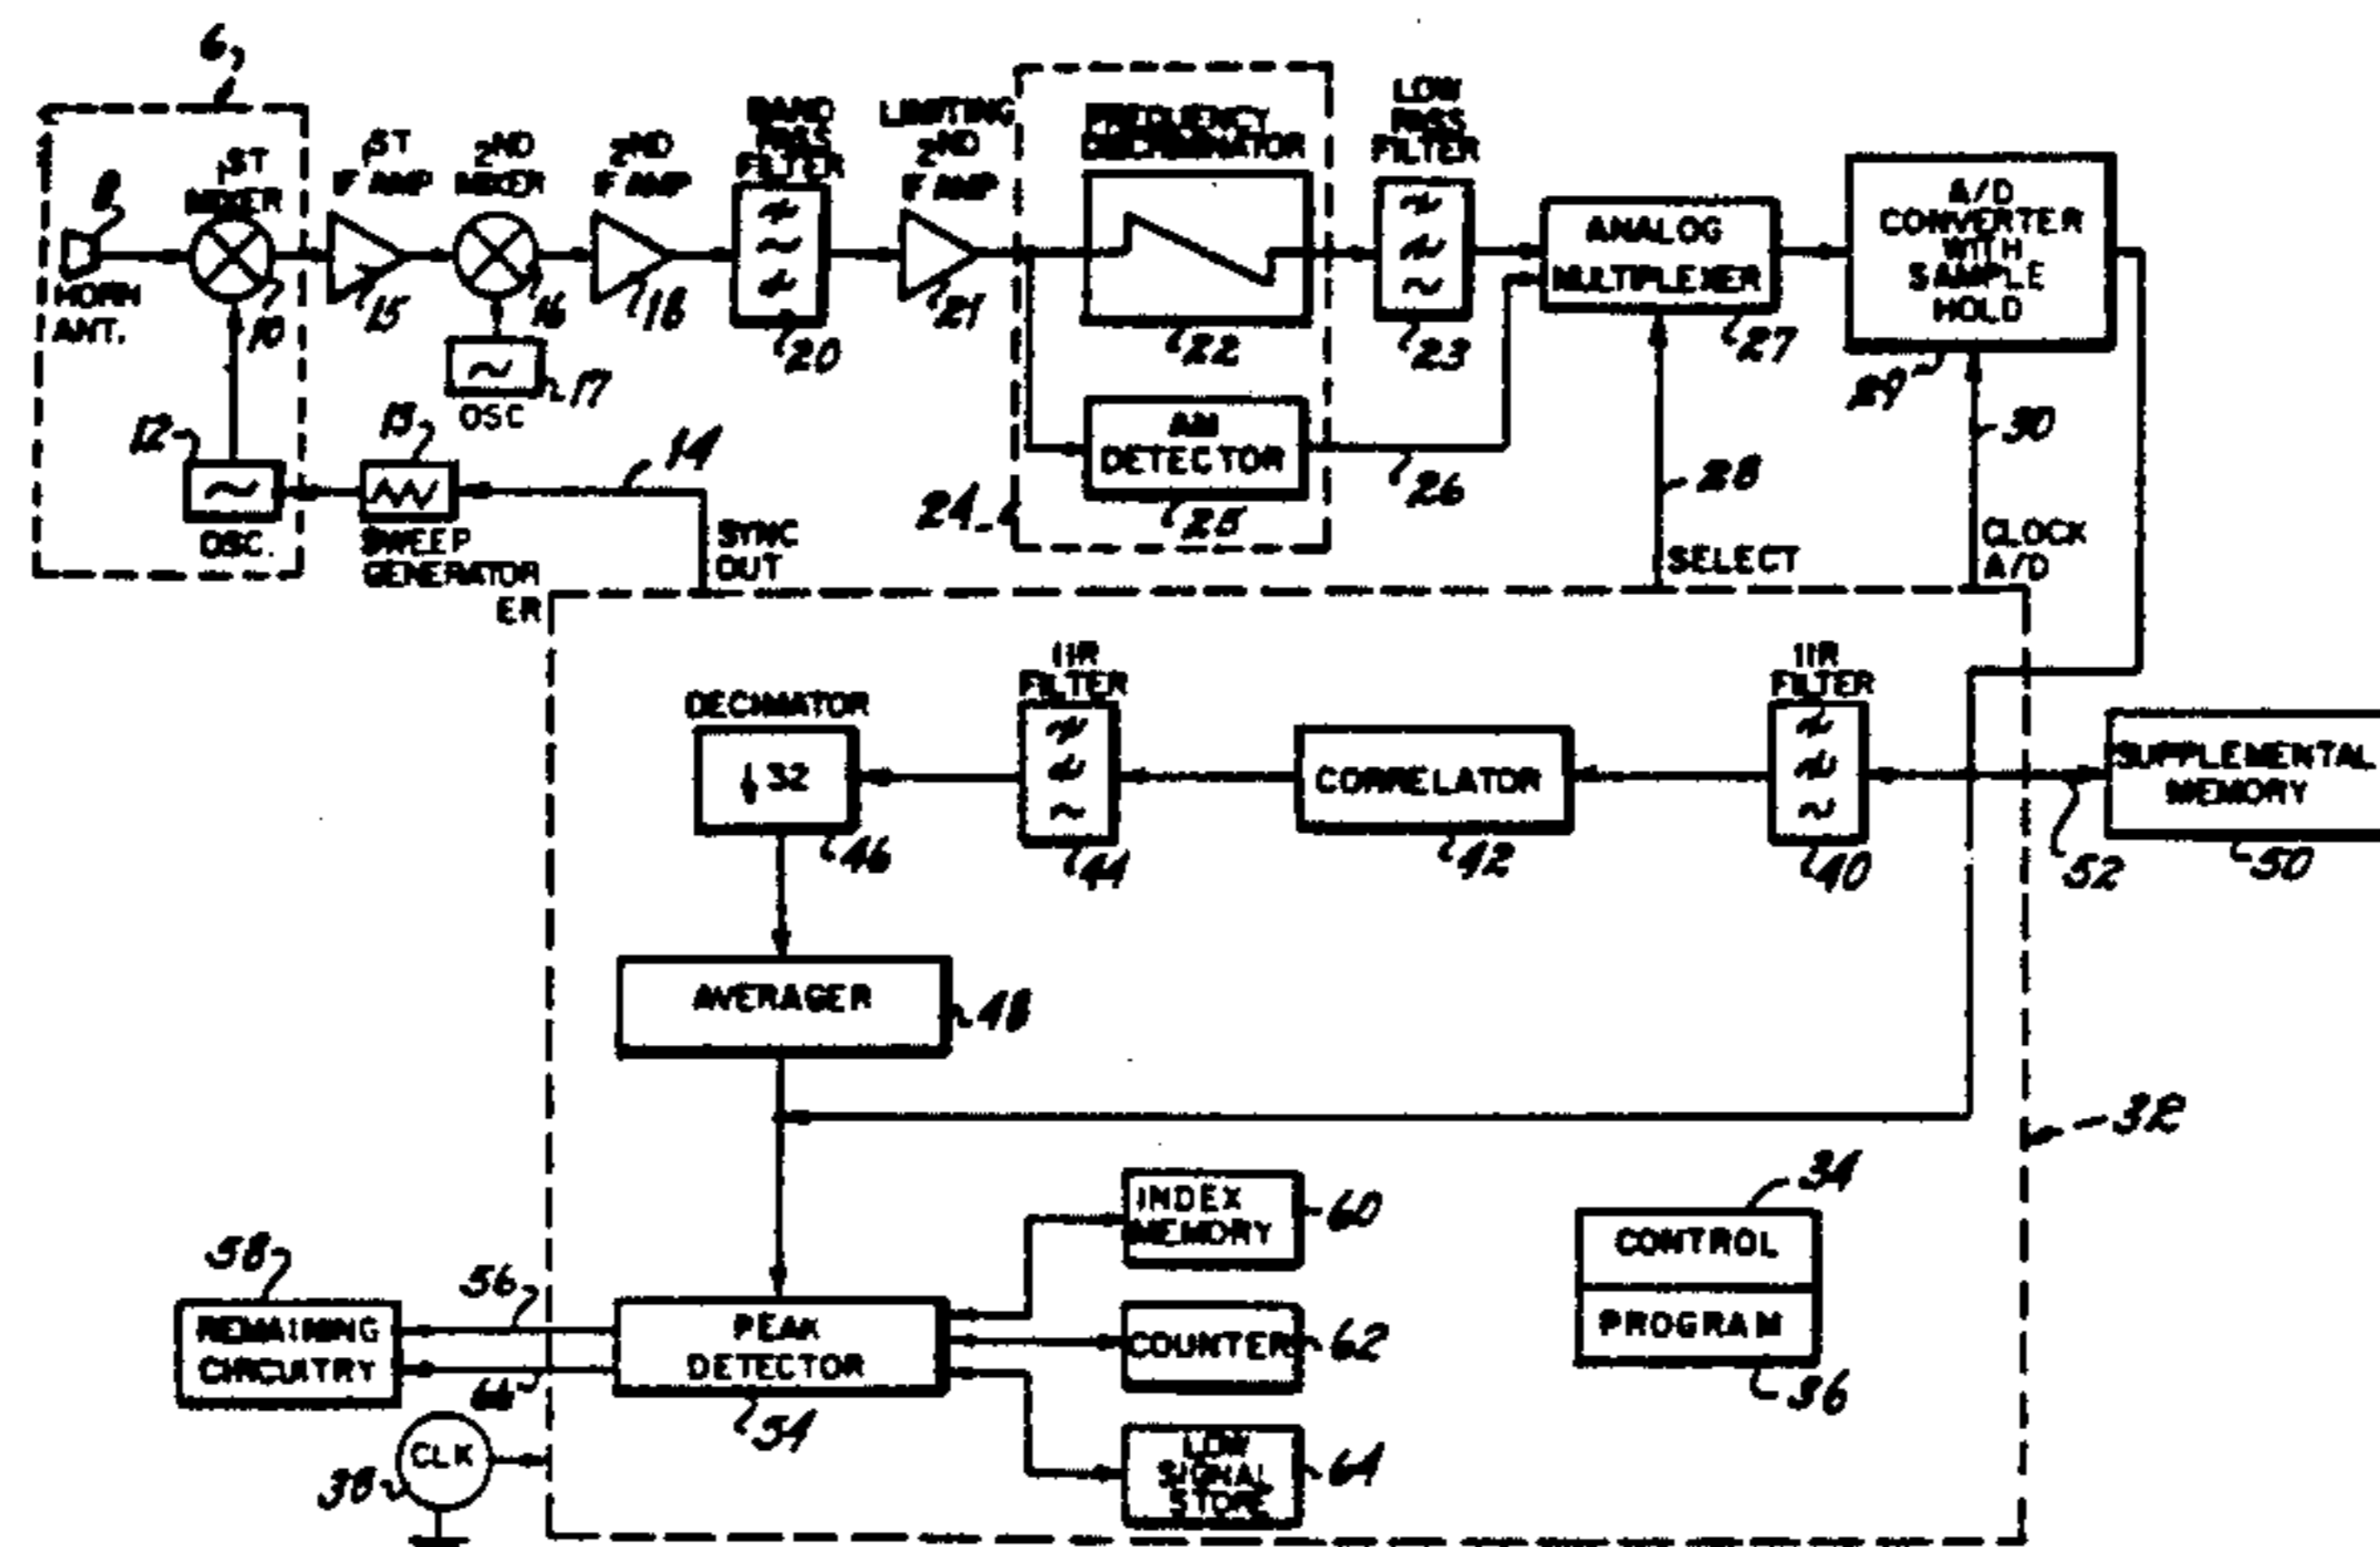 6
8
HORN
ANT.
1ST
MIXER
10
12
OSC.
13
SWEEP
GENERATOR
14
SYNC
OUT
1ST
IF AMP
15
2ND
MIXER
16
17
OSC
2ND
IF AMP
18
BAND
PASS
FILTER
20
LIMITING
2ND
IF AMP
21
FREQUENCY
DISCRIMINATOR
22
24
AM
DETECTOR
25
26
LOW
PASS
FILTER
23
ANALOG
MULTIPLEXER
27
28
SELECT
A/D
CONVERTER
WITH
SAMPLE
HOLD
29
30
CLOCK
A/D
ER
DECIMATOR
↓ 32
46
IIR
FILTER
44
CORRELATOR
42
IIR
FILTER
40
SUPPLEMENTAL
MEMORY
52
50
AVERAGER
48
32
58
REMAINING
CIRCUITRY
56
66
PEAK
DETECTOR
54
INDEX
MEMORY
60
COUNTER
62
LOW
SIGNAL
STORE
64
34
CONTROL
PROGRAM
36
CLK
38